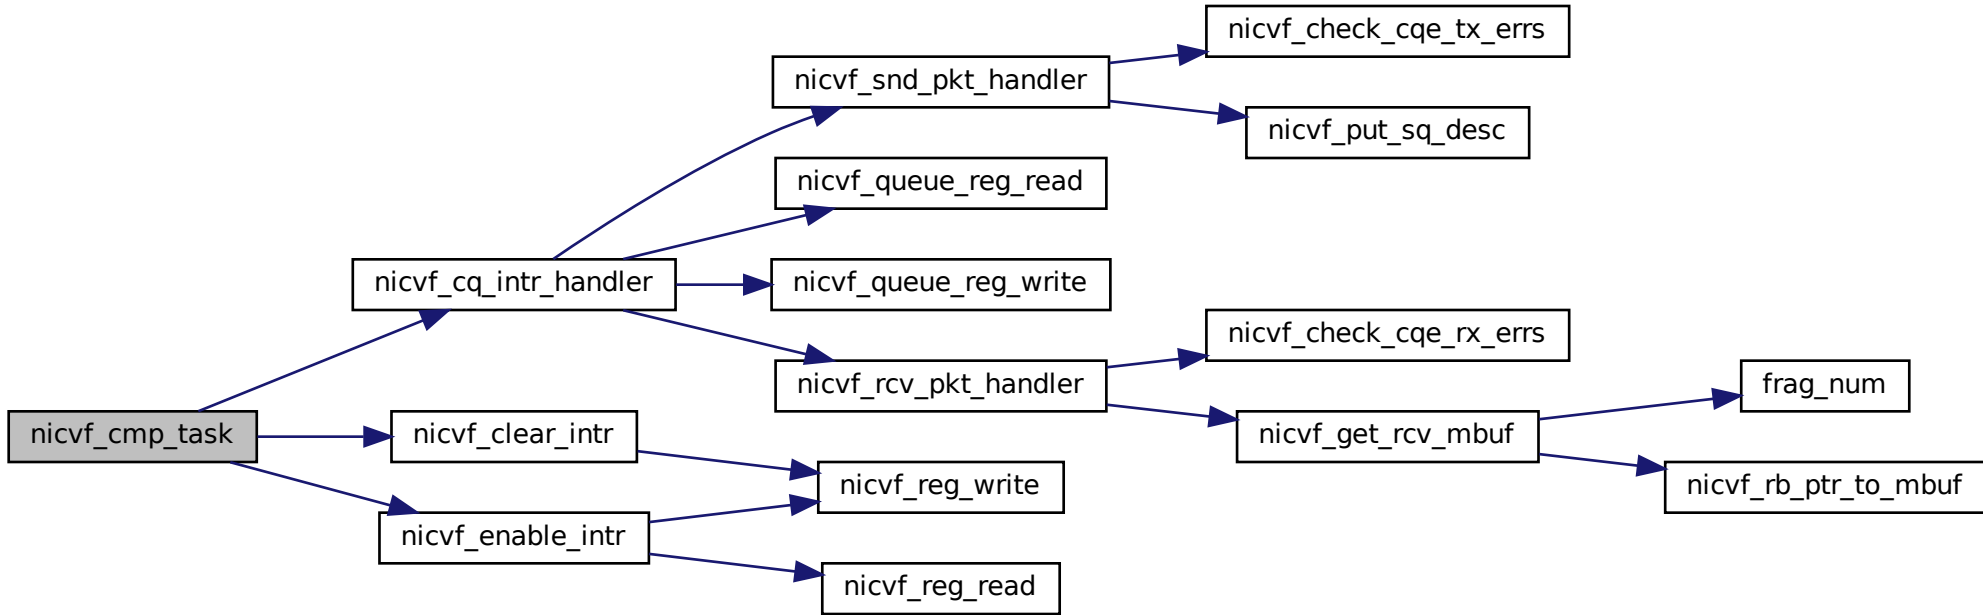 nicvf_check_cqe_tx_errs
nicvf_snd_pkt_handler
nicvf_put_sq_desc
nicvf_queue_reg_read
nicvf_cq_intr_handler
nicvf_queue_reg_write
nicvf_check_cqe_rx_errs
nicvf_rcv_pkt_handler
frag_num
nicvf_cmp_task
nicvf_clear_intr
nicvf_get_rcv_mbuf
nicvf_reg_write
nicvf_rb_ptr_to_mbuf
nicvf_enable_intr
nicvf_reg_read